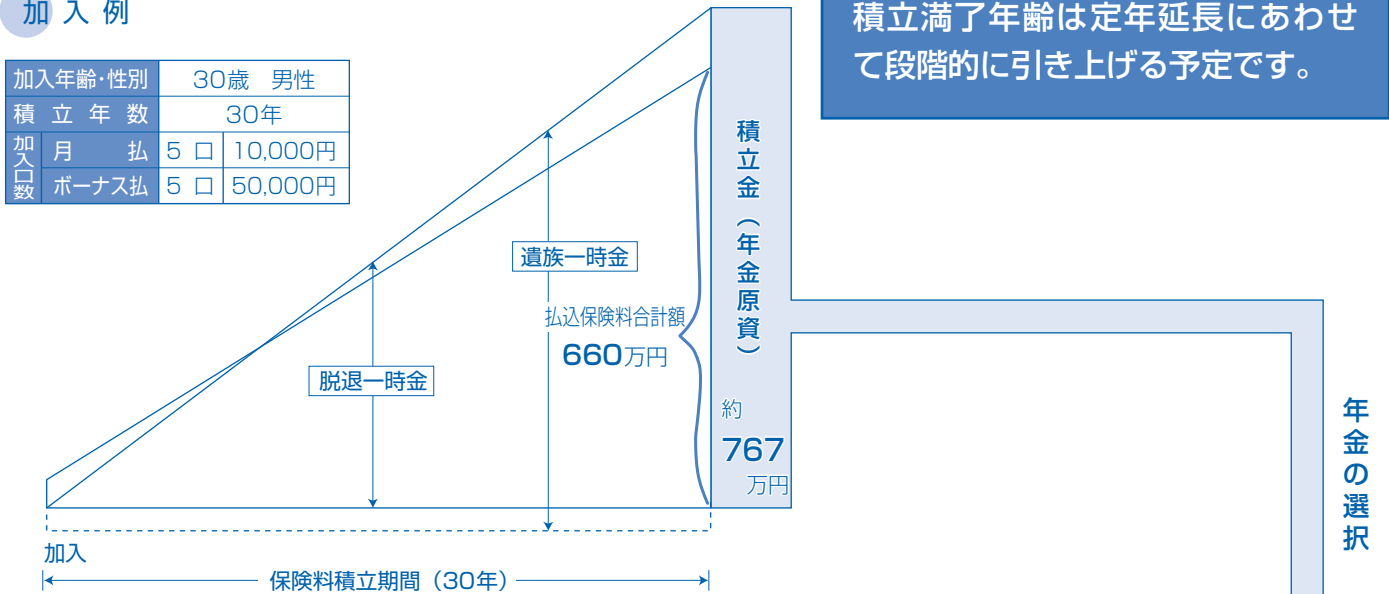 加入例
積立満了年齢は定年延長にあわせ
て段階的に引き上げる予定です。
加入年齢・性別 30歳 男性
積立年数 30年
加入口数 月払 5口 10,000円
ボーナス払 5口 50,000円
遺族一時金
脱退一時金
払込保険料合計額
660万円
積立金(年金原資)
約
767
万円
年金の選択
加入
保険料積立期間(30年)